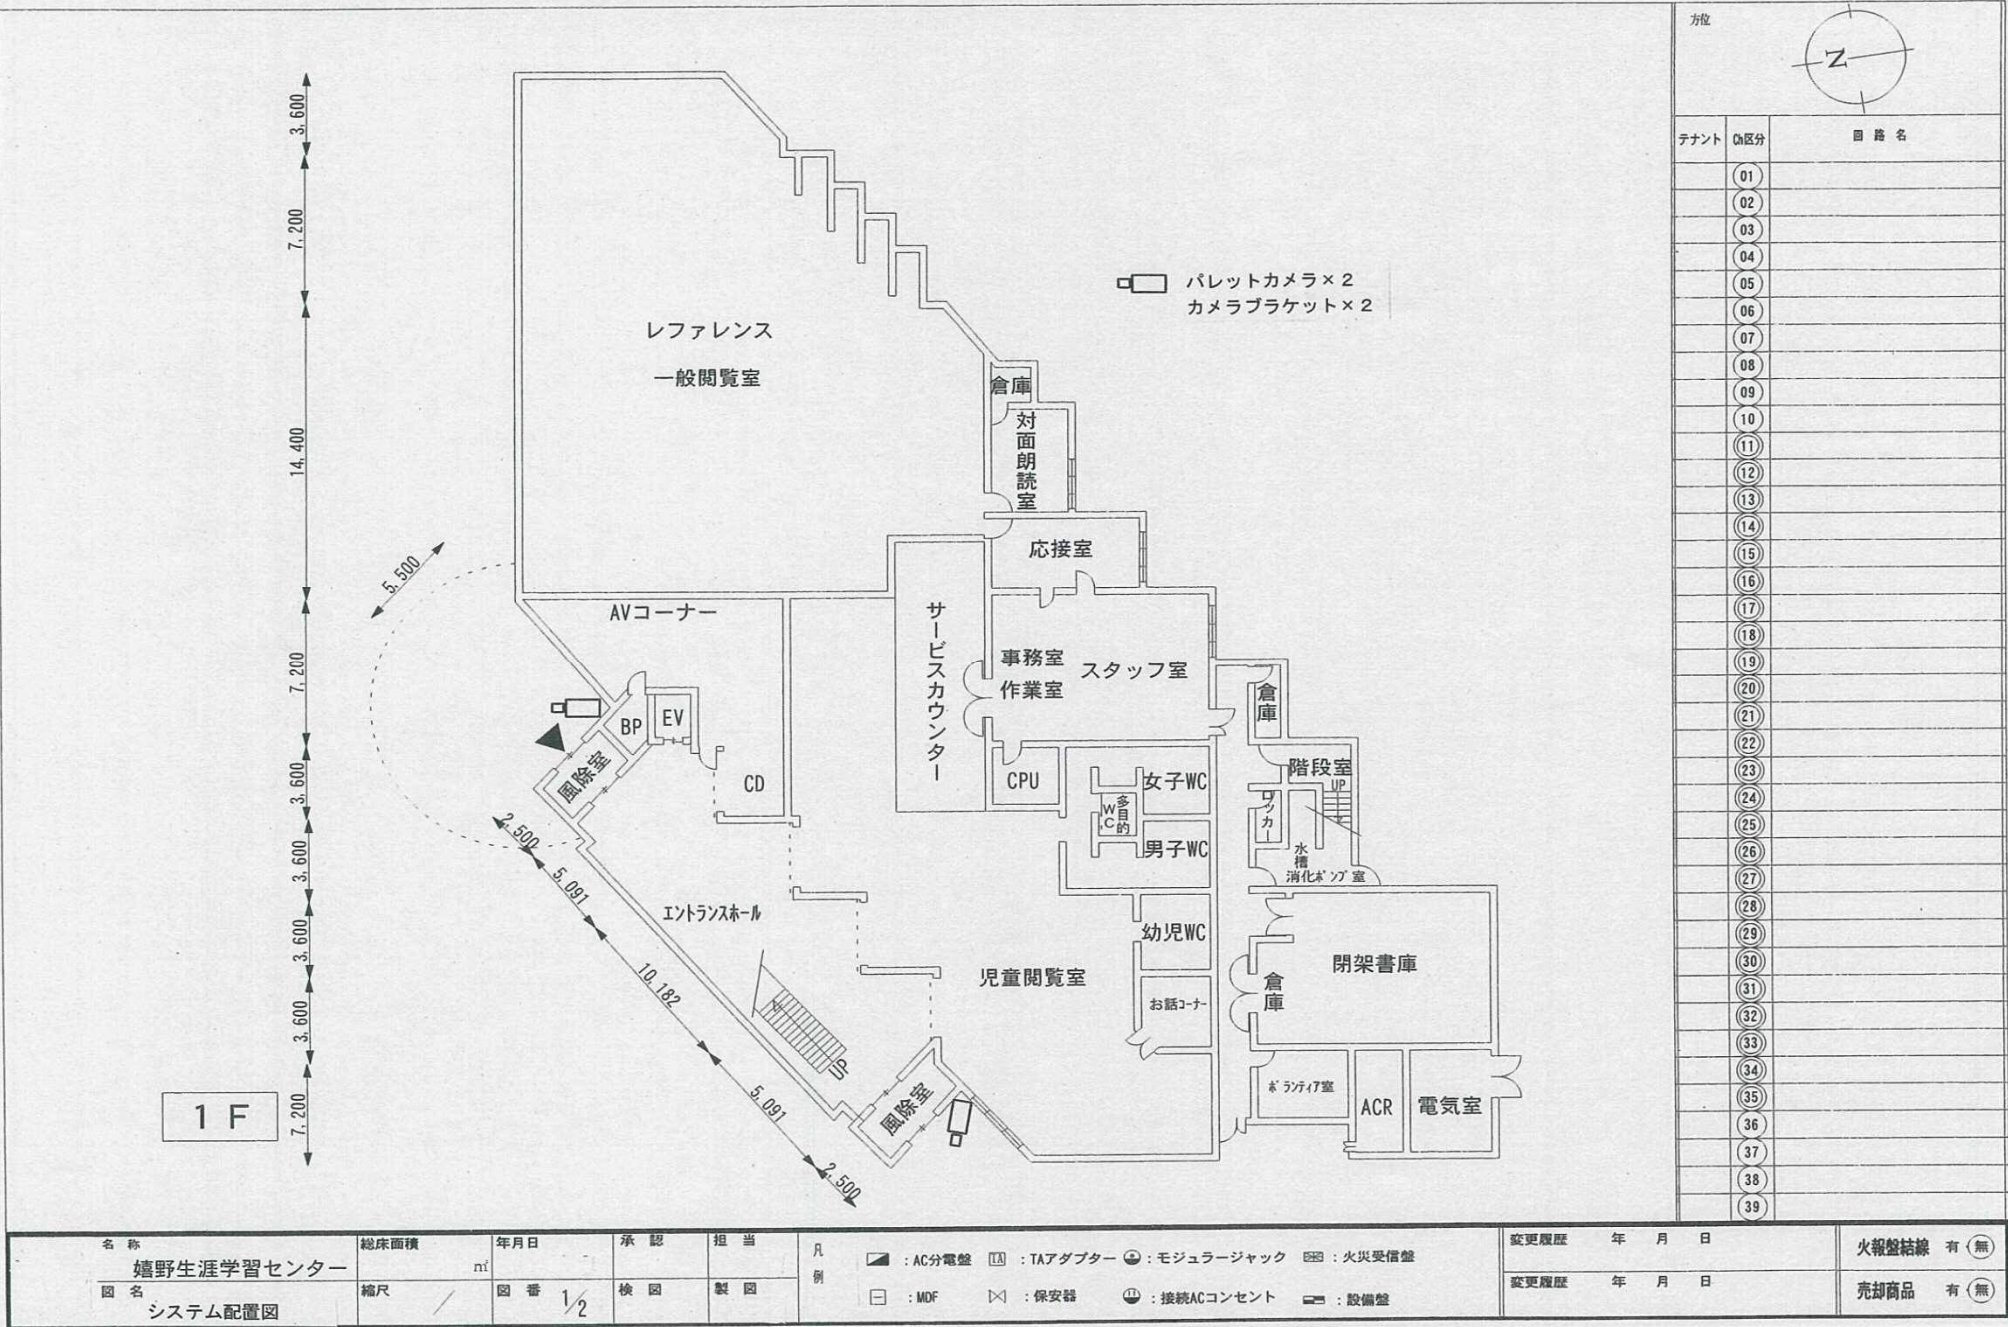 方位
Z
テナント Ch区分 回路名
01
02
03
04
05
06
07
08
09
10
11
12
13
14
15
16
17
18
19
20
21
22
23
24
25
26
27
28
29
30
31
32
33
34
35
36
37
38
39
3,600
7,200
14,400
7,200
3,600
3,600
3,600
3,600
7,200
5,500
2,500
5,091
10,182
5,091
2,500
パレットカメラ×2
カメラブラケット×2
レファレンス
一般閲覧室
倉庫
対面朗読室
応接室
AVコーナー
サービスカウンター
事務室
作業室
スタッフ室
倉庫
BP
EV
風除室
CD
CPU
女子WC
多目的
WC
男子WC
階段室
UP
ロッカー
水槽
消化ポンプ室
エントランスホール
幼児WC
児童閲覧室
お話コーナー
倉庫
閉架書庫
UP
風除室
ボランティア室
ACR
電気室
1F
名称
嬉野生涯学習センター
図名
システム配置図
総床面積
㎡
縮尺
/
年月日
図番 1/2
承認
検図
担当
製図
凡例
:AC分電盤 TA :TAアダプター :モジュラージャック :火災受信盤
:MDF :保安器 :接続ACコンセント :設備盤
変更履歴 年 月 日
変更履歴 年 月 日
火報盤結線 有・無
売却商品 有・無